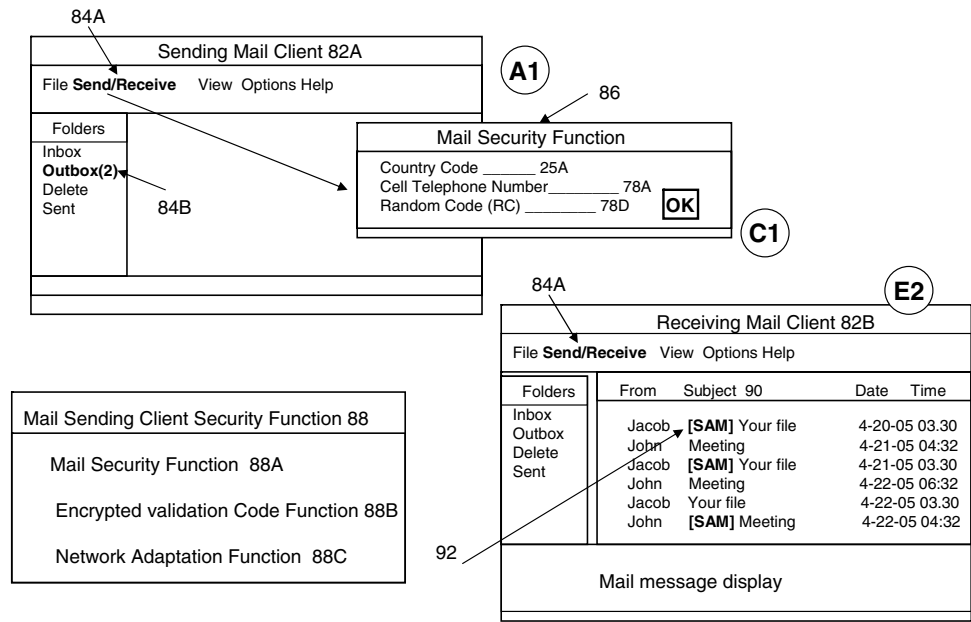 84A
Sending Mail Client 82A
A1
File Send/Receive View Options Help
86
Folders
Inbox
Outbox(2)
Delete
Sent
84B
Mail Security Function
Country Code ______ 25A
Cell Telephone Number________ 78A
Random Code (RC) ________ 78D
OK
C1
84A
E2
Receiving Mail Client 82B
File Send/Receive View Options Help
Folders
Inbox
Outbox
Delete
Sent
From Subject 90 Date Time
Jacob [SAM] Your file 4-20-05 03.30
John Meeting 4-21-05 04:32
Jacob [SAM] Your file 4-21-05 03.30
John Meeting 4-22-05 06:32
Jacob Your file 4-22-05 03.30
John [SAM] Meeting 4-22-05 04:32
92
Mail message display
Mail Sending Client Security Function 88
Mail Security Function 88A
Encrypted validation Code Function 88B
Network Adaptation Function 88C